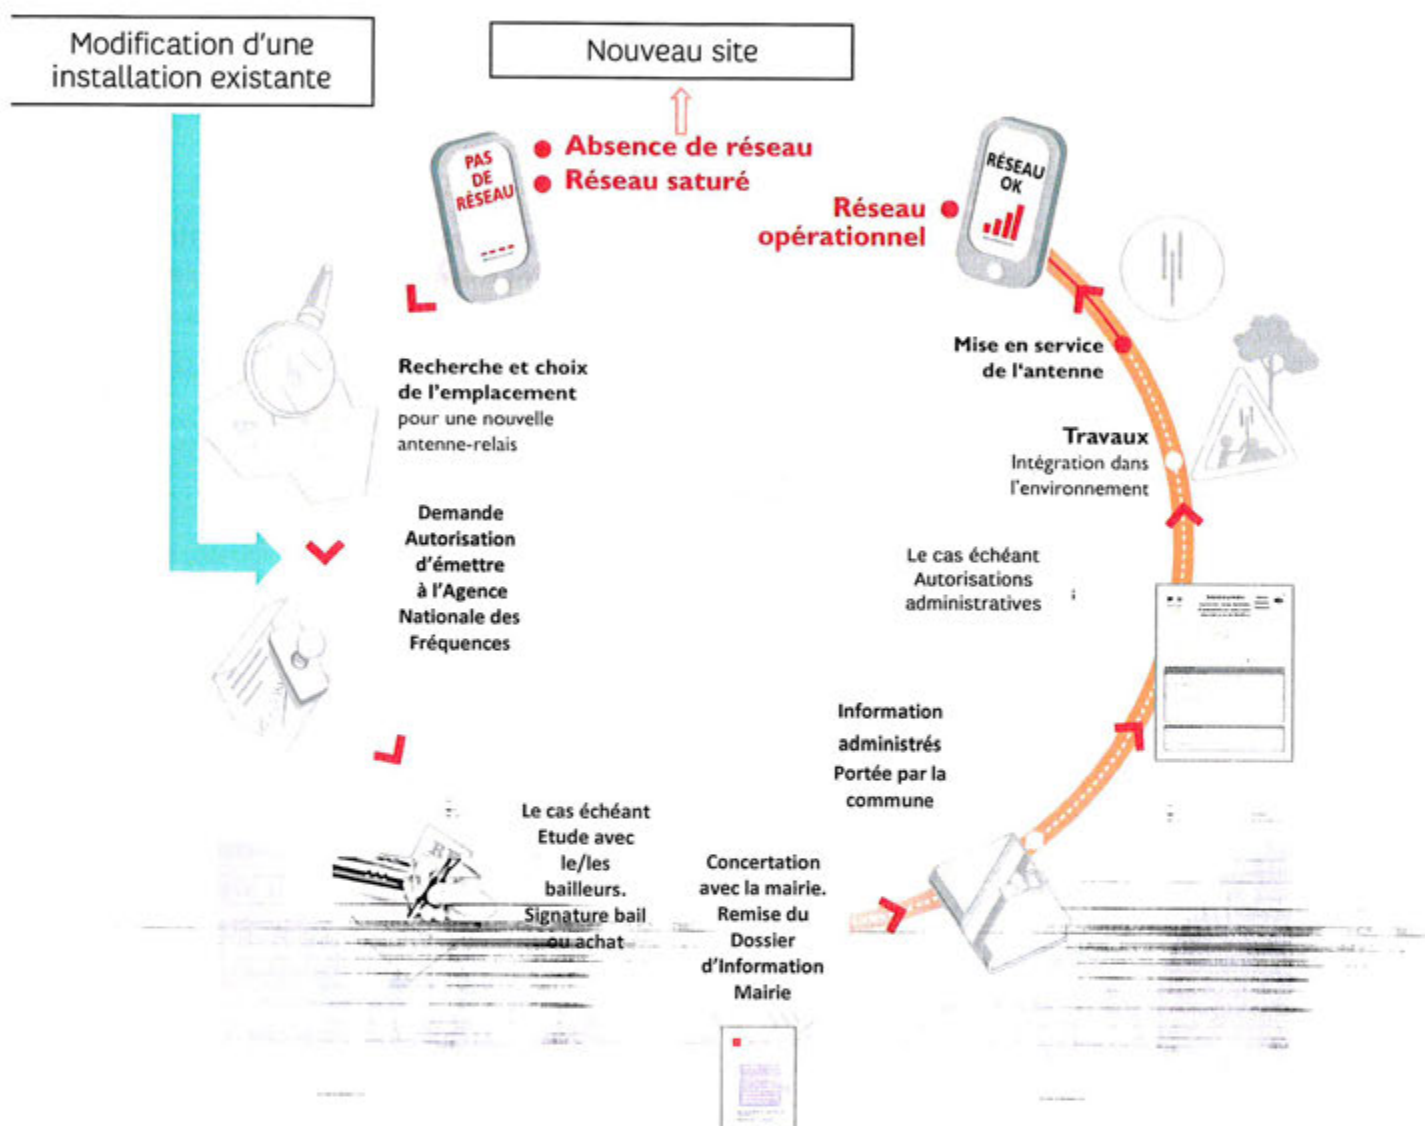 Modification d'une
installation existante
Nouveau site
PAS
DE
RÉSEAU
Absence de réseau
Réseau saturé
RÉSEAU
OK
Réseau
opérationnel
Recherche et choix
de l'emplacement
pour une nouvelle
antenne-relais
Mise en service
de l'antenne
Travaux
Intégration dans
l'environnement
Demande
Autorisation
d'émettre
à l'Agence
Nationale des
Fréquences
Le cas échéant
Autorisations
administratives
Information
administrés
Portée par la
commune
Le cas échéant
Etude avec
le/les
bailleurs.
Signature bail
ou achat
Concertation
avec la mairie.
Remise du
Dossier
d'Information
Mairie